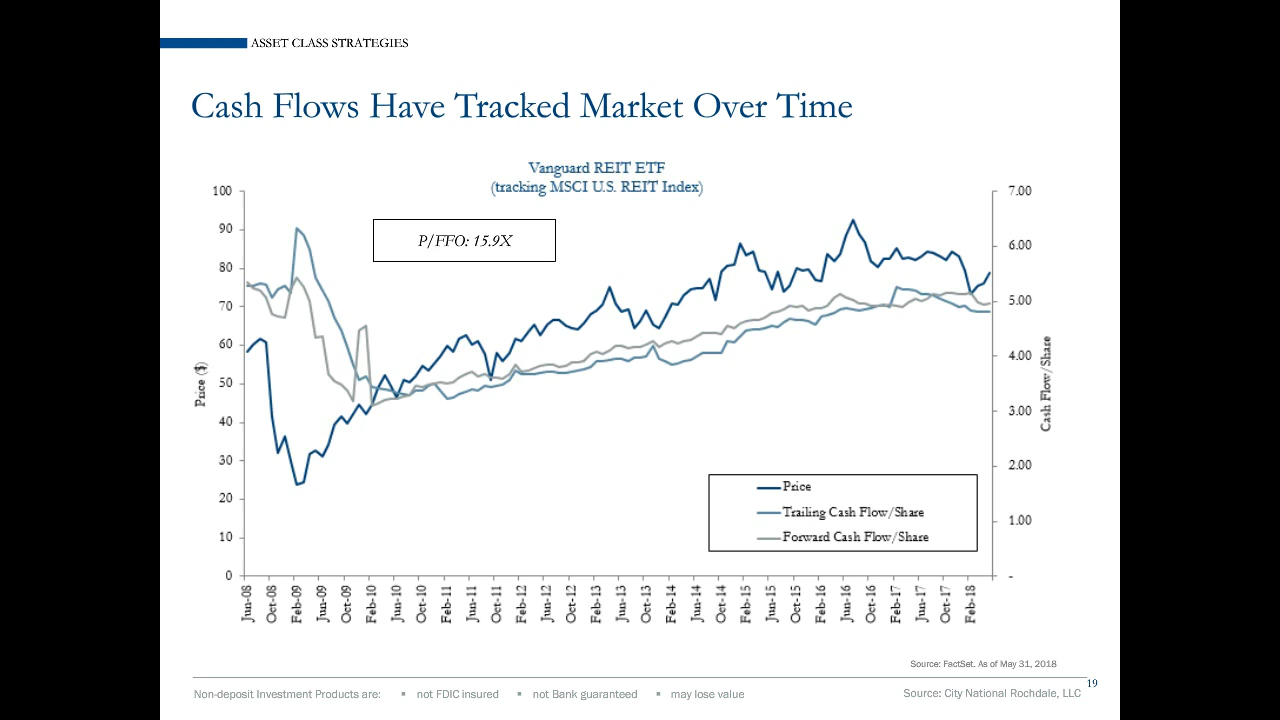 ASSET CLASS STRATEGIES
Cash Flows Have Tracked Market Over Time
Vanguard REIT ETF
(tracking MSCI U.S. REIT Index)
P/FFO: 15.9X
100
90
80
70
60
50
40
30
20
10
0
Price ($)
7.00
6.00
5.00
4.00
3.00
2.00
1.00
-
Cash Flow/Share
Price
Trailing Cash Flow/Share
Forward Cash Flow/Share
Jun-08
Oct-08
Feb-09
Jun-09
Oct-09
Feb-10
Jun-10
Oct-10
Feb-11
Jun-11
Oct-11
Feb-12
Jun-12
Oct-12
Feb-13
Jun-13
Oct-13
Feb-14
Jun-14
Oct-14
Feb-15
Jun-15
Oct-15
Feb-16
Jun-16
Oct-16
Feb-17
Jun-17
Oct-17
Feb-18
Source: FactSet. As of May 31, 2018
Non-deposit Investment Products are: ▪ not FDIC insured ▪ not Bank guaranteed ▪ may lose value
Source: City National Rochdale, LLC
19